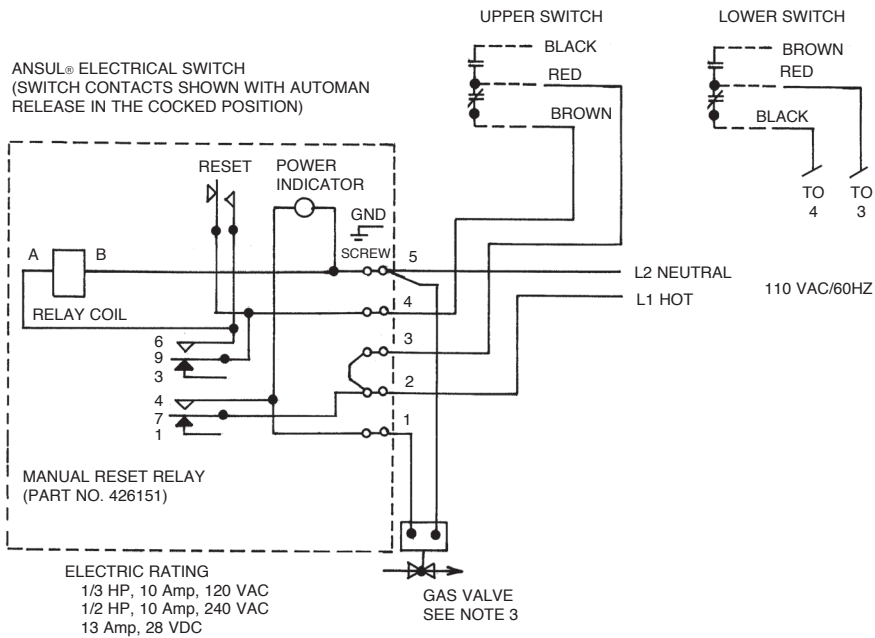 UPPER SWITCH
BLACK
RED
BROWN
LOWER SWITCH
BROWN
RED
BLACK
TO
4
TO
3
ANSUL® ELECTRICAL SWITCH
(SWITCH CONTACTS SHOWN WITH AUTOMAN
RELEASE IN THE COCKED POSITION)
RESET
POWER
INDICATOR
GND
SCREW
A
B
RELAY COIL
5
4
3
2
1
6
9
3
4
7
1
L2 NEUTRAL
L1 HOT
110 VAC/60HZ
MANUAL RESET RELAY
(PART NO. 426151)
ELECTRIC RATING
1/3 HP, 10 Amp, 120 VAC
1/2 HP, 10 Amp, 240 VAC
13 Amp, 28 VDC
GAS VALVE
SEE NOTE 3